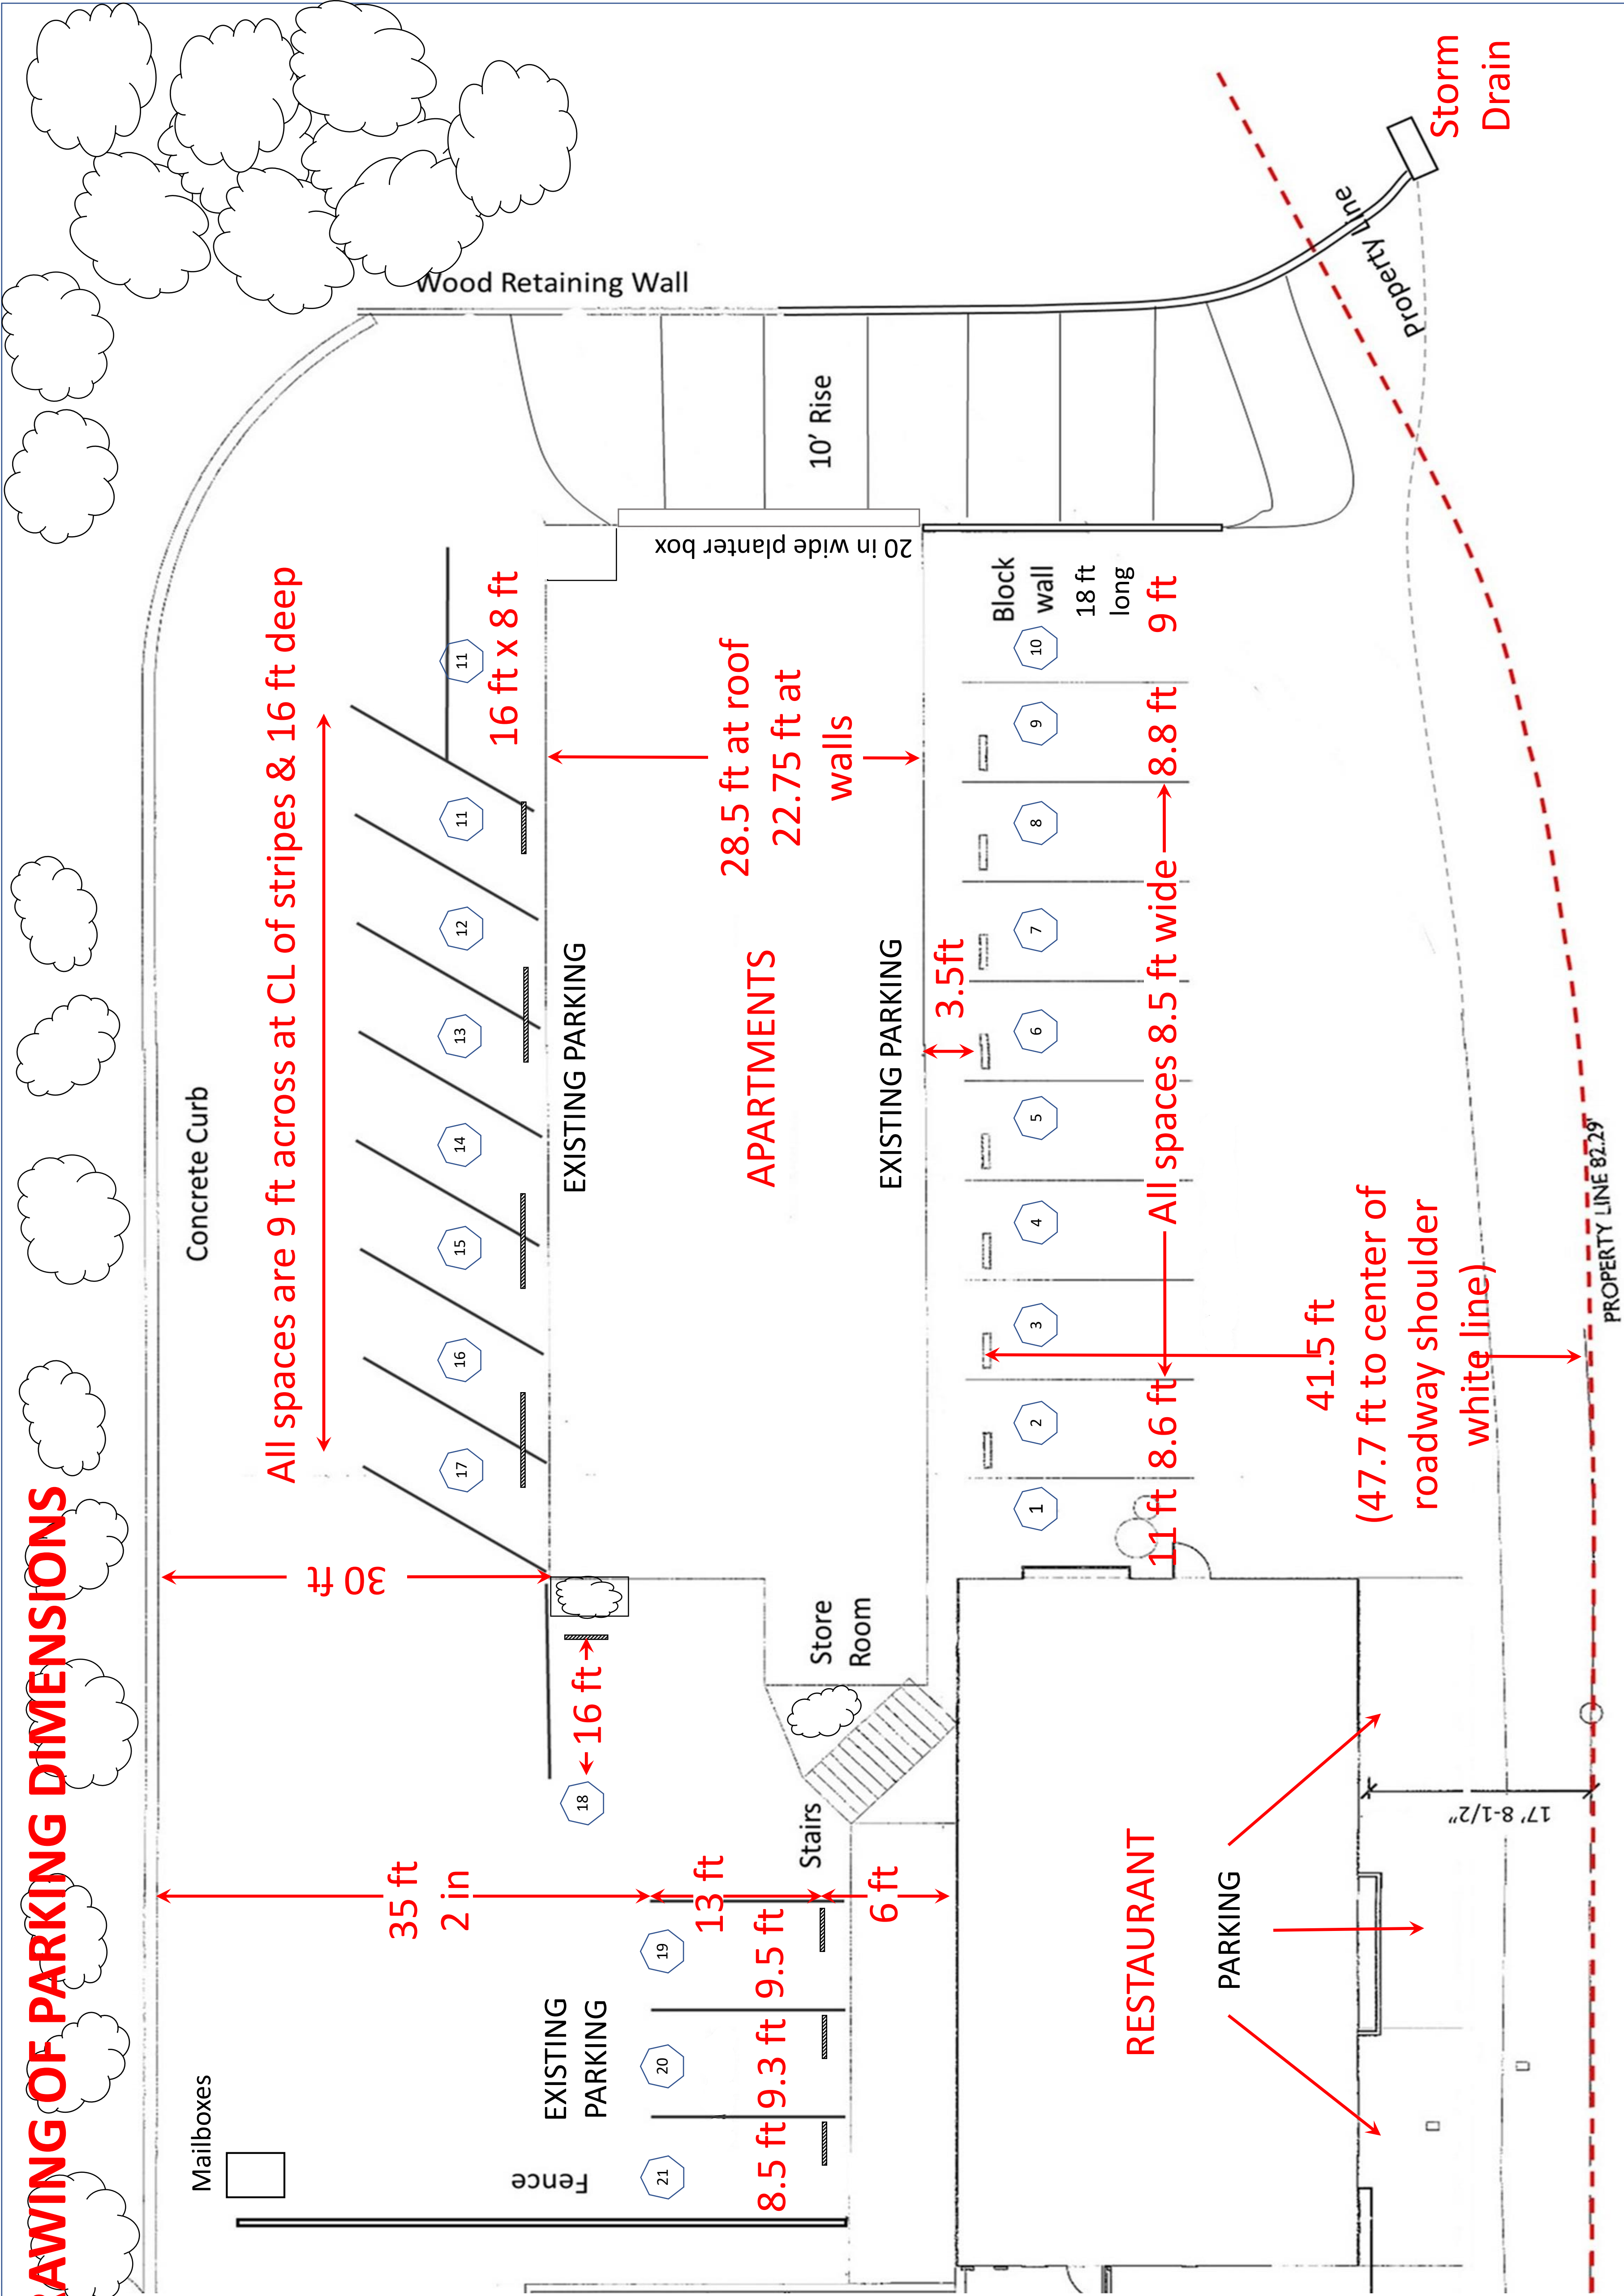 AWING OF PARKING DIMENSIONS
Concrete Curb
Mailboxes
Wood Retaining Wall
All spaces are 9 ft across at CL of stripes & 16 ft deep
30 ft
35 ft
2 in
17
16
15
14
13
12
11
11
16 ft x 8 ft
EXISTING PARKING
10' Rise
20 in wide planter box
18
16 ft
EXISTING
PARKING
Fence
21
20
19
8.5 ft
9.3 ft
9.5 ft
13 ft
6 ft
Stairs
Store
Room
APARTMENTS
28.5 ft at roof
22.75 ft at
walls
EXISTING PARKING
3.5ft
Block
wall
18 ft
long
1
2
3
4
5
6
7
8
9
10
11 ft
8.6 ft
All spaces 8.5 ft wide
8.8 ft
9 ft
RESTAURANT
PARKING
41.5 ft
(47.7 ft to center of
roadway shoulder
white line)
17' 8-1/2"
Property Line
PROPERTY LINE 82.29'
Storm
Drain